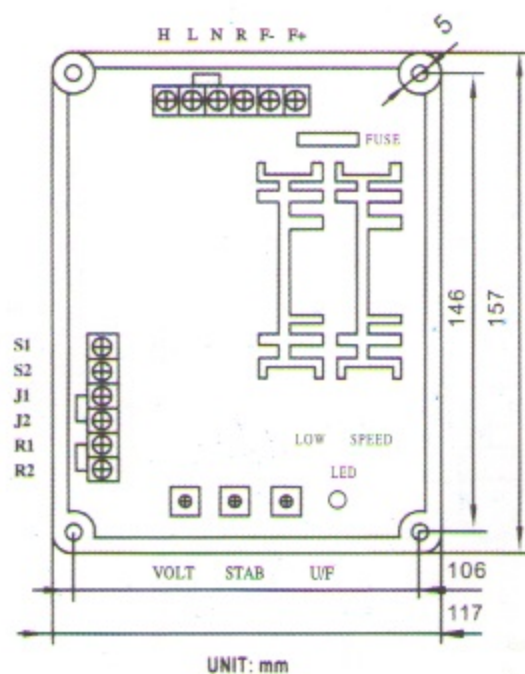 H L N R F- F+
5
FUSE
146
157
S1
S2
J1
J2
R1
R2
LOW SPEED
LED
VOLT STAB U/F
106
117
UNIT: mm